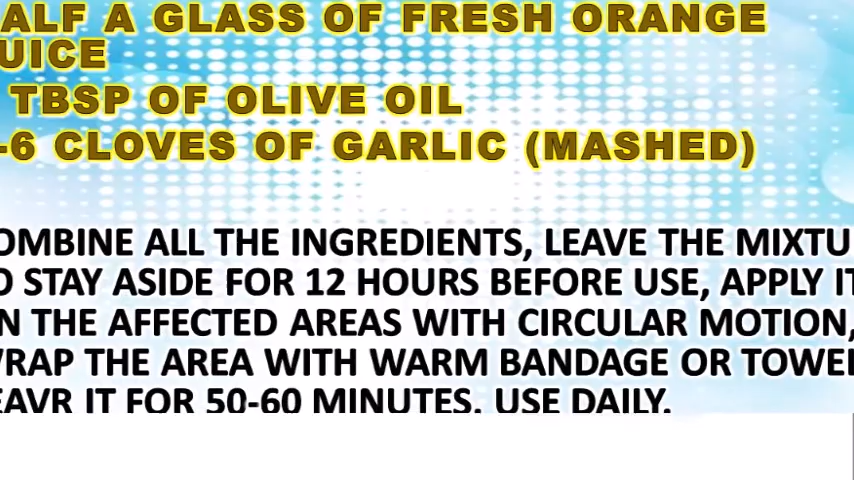 ALF A GLASS OF FRESH ORANGE
UICE
TBSP OF OLIVE OIL
-6 CLOVES OF GARLIC (MASHED)
OMBINE ALL THE INGREDIENTS, LEAVE THE MIXTU
O STAY ASIDE FOR 12 HOURS BEFORE USE, APPLY IT
N THE AFFECTED AREAS WITH CIRCULAR MOTION,
WRAP THE AREA WITH WARM BANDAGE OR TOWEL
EAVR IT FOR 50-60 MINUTES. USE DAILY.